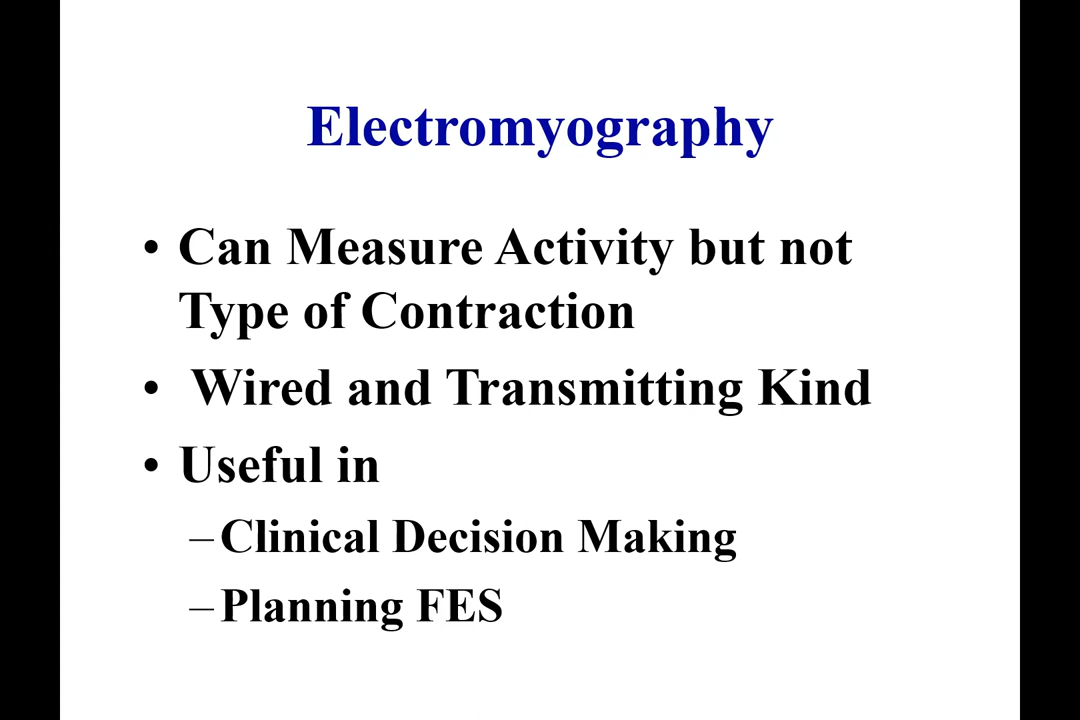 Electromyography
• Can Measure Activity but not
Type of Contraction
• Wired and Transmitting Kind
• Useful in
–Clinical Decision Making
–Planning FES